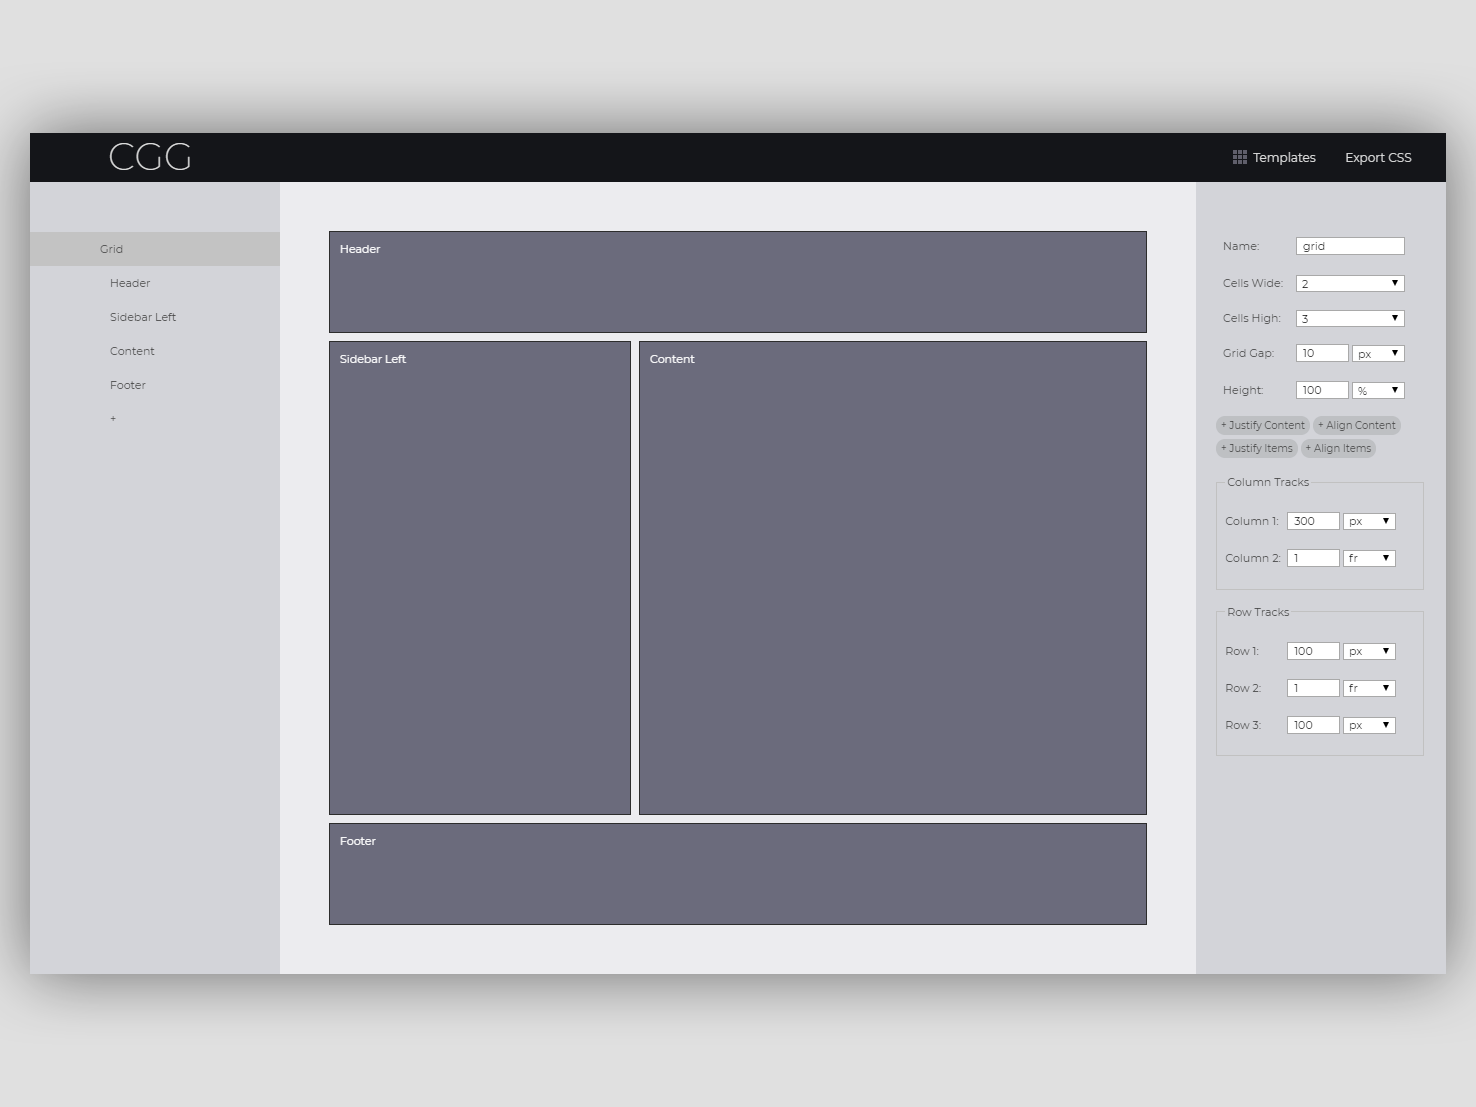 CGG
Templates Export CSS
Grid
Header
Sidebar Left
Content
Footer
+
Header
Sidebar Left
Content
Footer
Name: grid
Cells Wide: 2
Cells High: 3
Grid Gap: 10 px
Height: 100 %
+ Justify Content + Align Content
+ Justify Items + Align Items
Column Tracks
Column 1: 300 px
Column 2: 1 fr
Row Tracks
Row 1: 100 px
Row 2: 1 fr
Row 3: 100 px